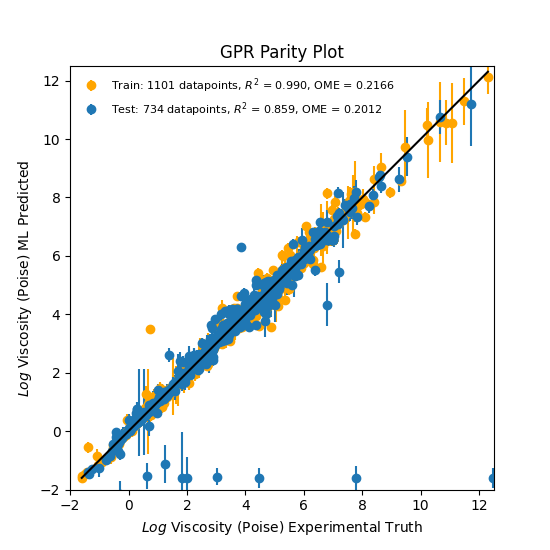 GPR Parity Plot
Train: 1101 datapoints, R² = 0.990, OME = 0.2166
Test: 734 datapoints, R² = 0.859, OME = 0.2012
12
10
8
6
4
2
0
−2
−2 0 2 4 6 8 10 12
Log Viscosity (Poise) ML Predicted
Log Viscosity (Poise) Experimental Truth